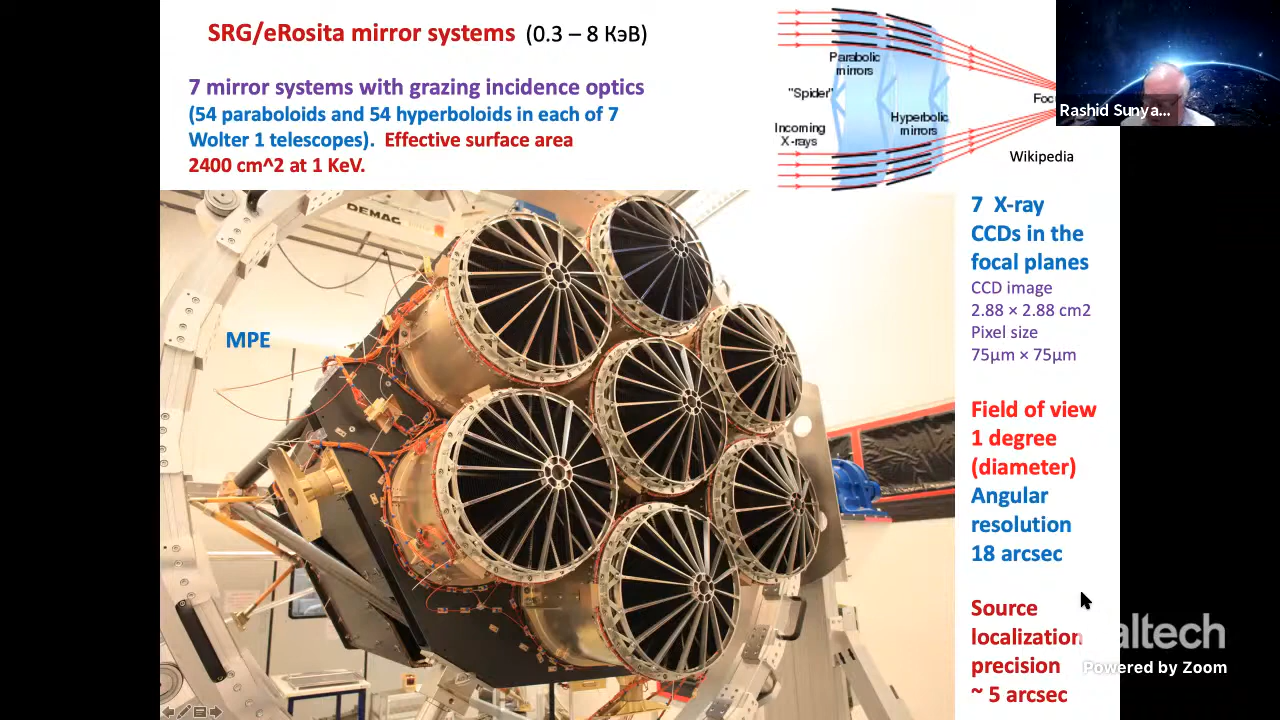 SRG/eRosita mirror systems (0.3 – 8 КэВ)
7 mirror systems with grazing incidence optics
(54 paraboloids and 54 hyperboloids in each of 7
Wolter 1 telescopes). Effective surface area
2400 cm^2 at 1 KeV.
Parabolic
mirrors
"Spider"
Hyperbolic
mirrors
Incoming
X-rays
Foc
Wikipedia
Rashid Sunya...
DEMAG
MPE
7 X-ray
CCDs in the
focal planes
CCD image
2.88 × 2.88 cm2
Pixel size
75µm × 75µm
Field of view
1 degree
(diameter)
Angular
resolution
18 arcsec
Source
localization
precision
~ 5 arcsec
altech
Powered by Zoom